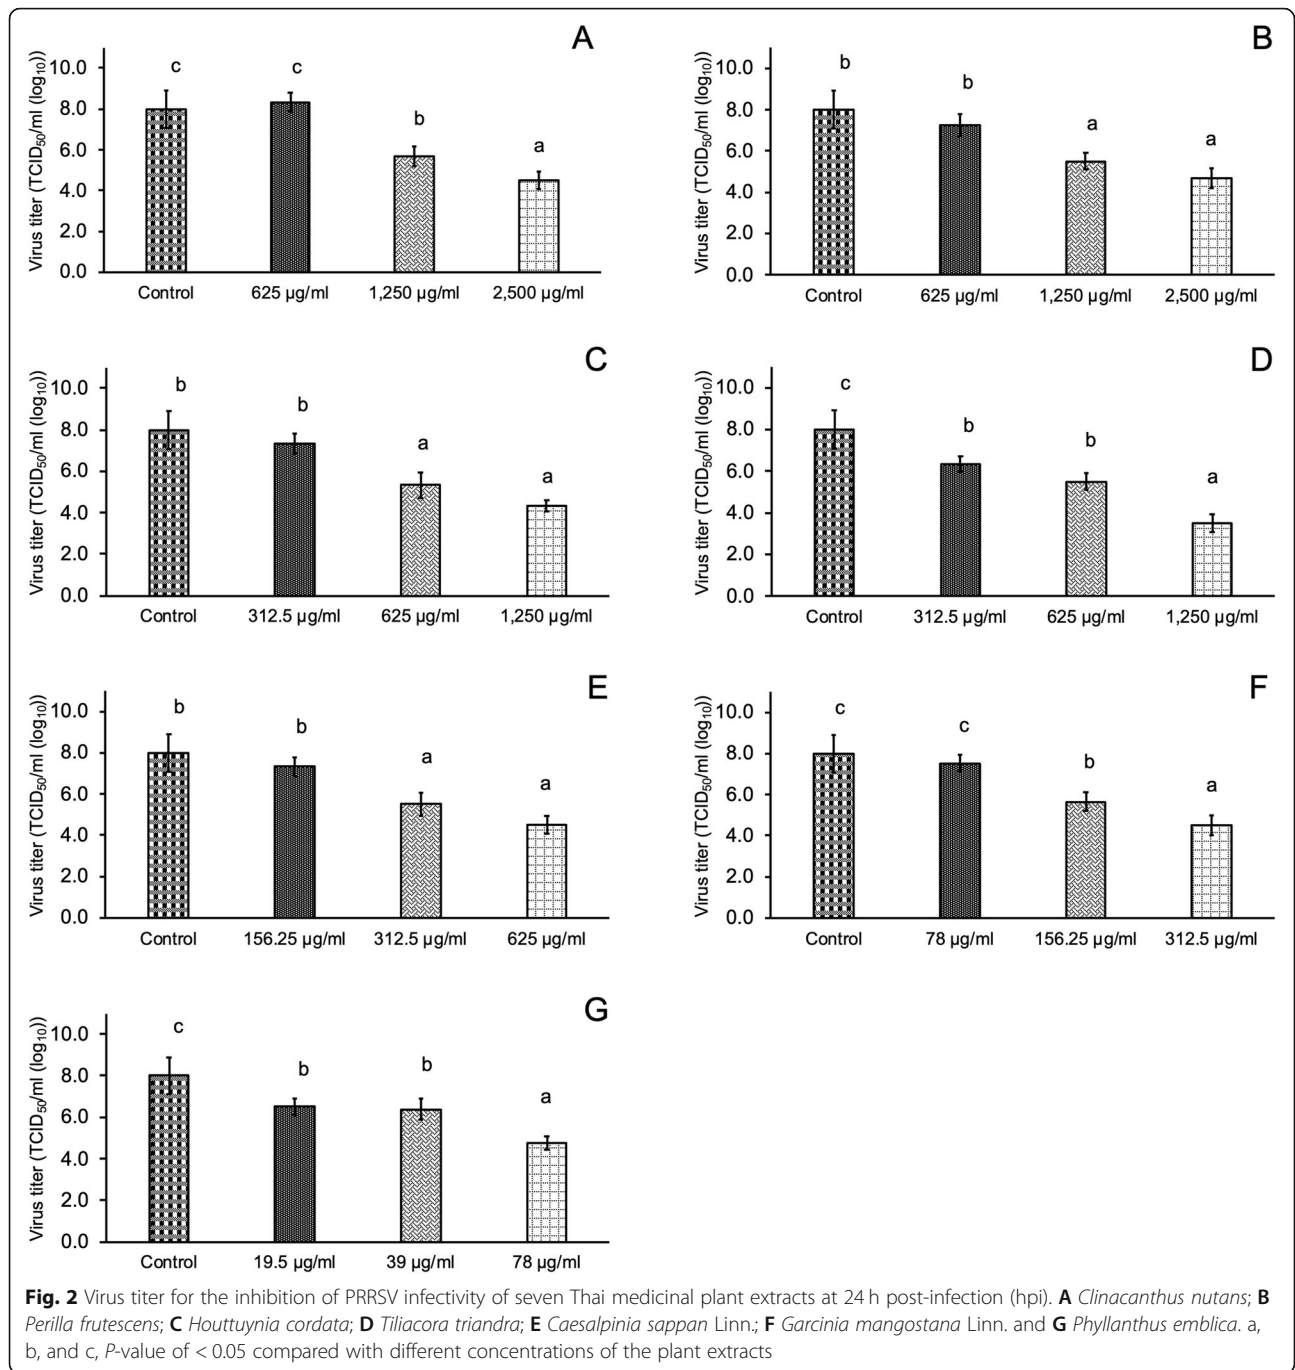 A
Virus titer (TCID50/ml (log10))
10.0
8.0
6.0
4.0
2.0
0.0
c
c
b
a
Control 625 µg/ml 1,250 µg/ml 2,500 µg/ml
B
Virus titer (TCID50/ml (log10))
10.0
8.0
6.0
4.0
2.0
0.0
b
b
a
a
Control 625 µg/ml 1,250 µg/ml 2,500 µg/ml
C
Virus titer (TCID50/ml (log10))
10.0
8.0
6.0
4.0
2.0
0.0
b
b
a
a
Control 312.5 µg/ml 625 µg/ml 1,250 µg/ml
D
Virus titer (TCID50/ml (log10))
10.0
8.0
6.0
4.0
2.0
0.0
c
b
b
a
Control 312.5 µg/ml 625 µg/ml 1,250 µg/ml
E
Virus titer (TCID50/ml (log10))
10.0
8.0
6.0
4.0
2.0
0.0
b
b
a
a
Control 156.25 µg/ml 312.5 µg/ml 625 µg/ml
F
Virus titer (TCID50/ml (log10))
10.0
8.0
6.0
4.0
2.0
0.0
c
c
b
a
Control 78 µg/ml 156.25 µg/ml 312.5 µg/ml
G
Virus titer (TCID50/ml (log10))
10.0
8.0
6.0
4.0
2.0
0.0
c
b
b
a
Control 19.5 µg/ml 39 µg/ml 78 µg/ml
Fig. 2 Virus titer for the inhibition of PRRSV infectivity of seven Thai medicinal plant extracts at 24 h post-infection (hpi). A Clinacanthus nutans; B
Perilla frutescens; C Houttuynia cordata; D Tiliacora triandra; E Caesalpinia sappan Linn.; F Garcinia mangostana Linn. and G Phyllanthus emblica. a,
b, and c, P-value of < 0.05 compared with different concentrations of the plant extracts